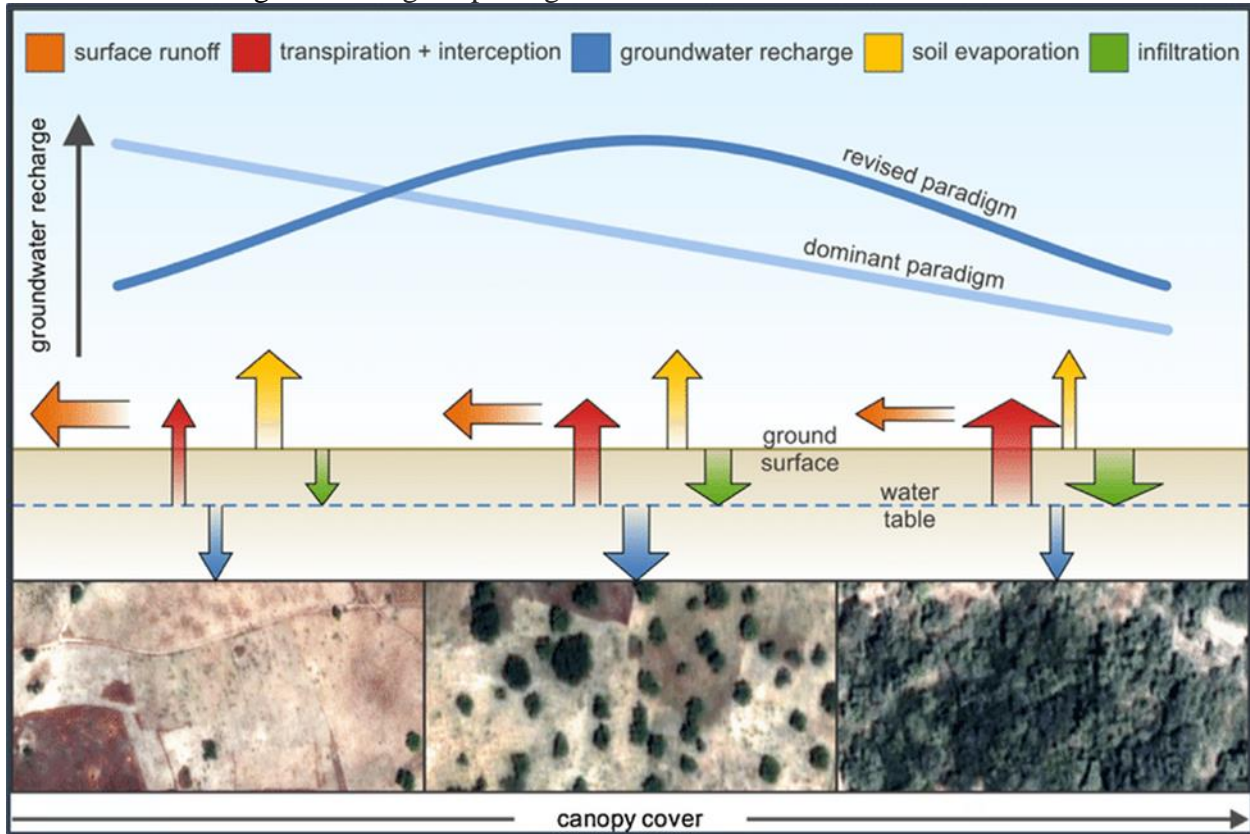 surface runoff transpiration + interception groundwater recharge soil evaporation infiltration
groundwater recharge
revised paradigm
dominant paradigm
ground
surface
water
table
canopy cover